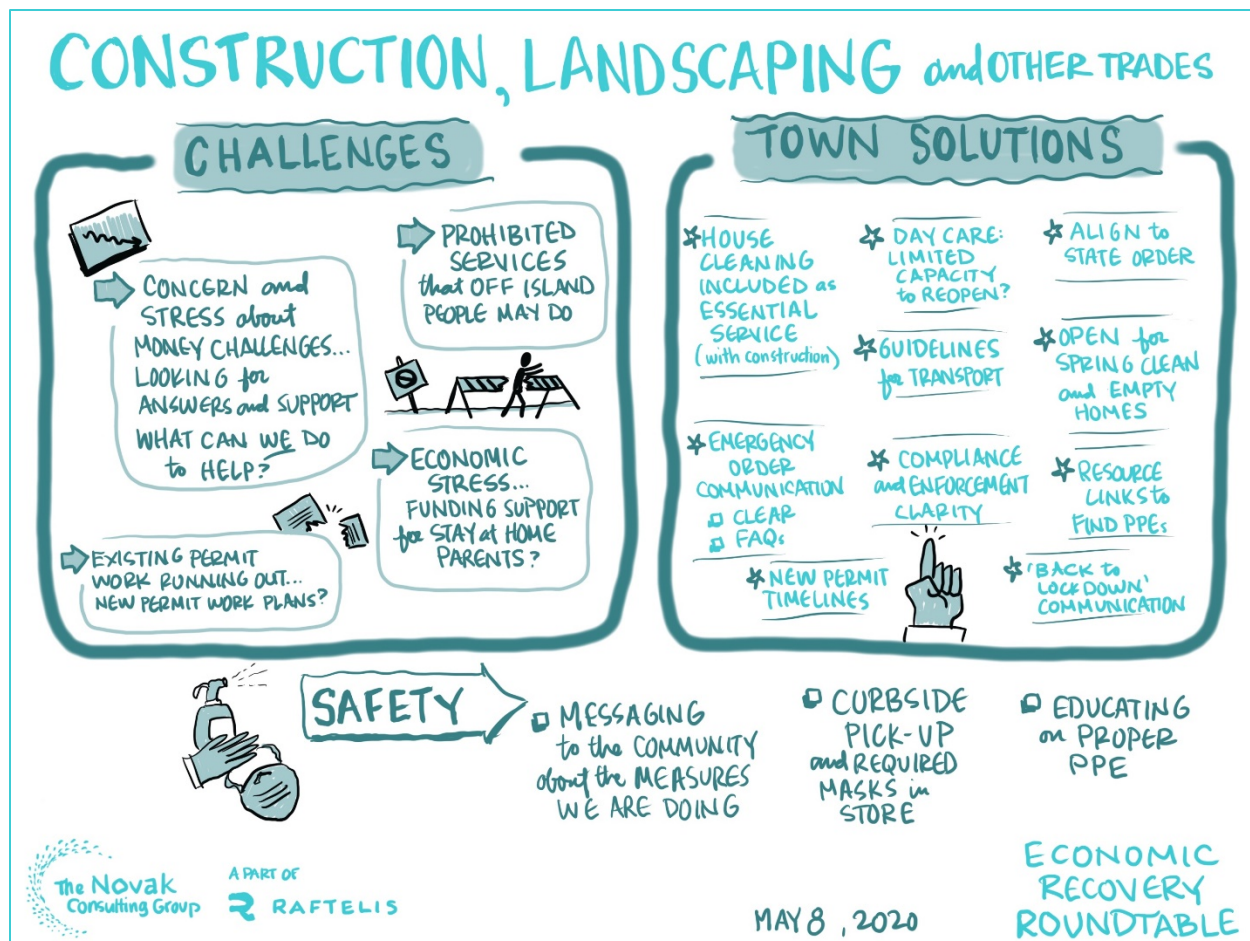 CONSTRUCTION, LANDSCAPING and OTHER TRADES
CHALLENGES
CONCERN and
STRESS about
MONEY CHALLENGES...
LOOKING for
ANSWERS and SUPPORT
WHAT CAN WE DO
to HELP?
PROHIBITED
SERVICES
that OFF ISLAND
PEOPLE MAY DO
ECONOMIC
STRESS...
FUNDING SUPPORT
for STAY at HOME
PARENTS?
EXISTING PERMIT
WORK RUNNING OUT...
NEW PERMIT WORK PLANS?
TOWN SOLUTIONS
HOUSE
CLEANING
INCLUDED as
ESSENTIAL
SERVICE
(with construction)
DAY CARE:
LIMITED
CAPACITY
to REOPEN?
ALIGN to
STATE ORDER
GUIDELINES
for TRANSPORT
OPEN for
SPRING CLEAN
and EMPTY
HOMES
EMERGENCY
ORDER
COMMUNICATION
CLEAR
FAQs
COMPLIANCE
and ENFORCEMENT
CLARITY
RESOURCE
LINKS to
FIND PPEs
NEW PERMIT
TIMELINES
'BACK to
LOCKDOWN'
COMMUNICATION
SAFETY
MESSAGING
to the COMMUNITY
about the MEASURES
WE ARE DOING
CURBSIDE
PICK-UP
and REQUIRED
MASKS in
STORE
EDUCATING
on PROPER
PPE
The Novak
Consulting Group
A PART OF
RAFTELIS
MAY 8, 2020
ECONOMIC
RECOVERY
ROUNDTABLE